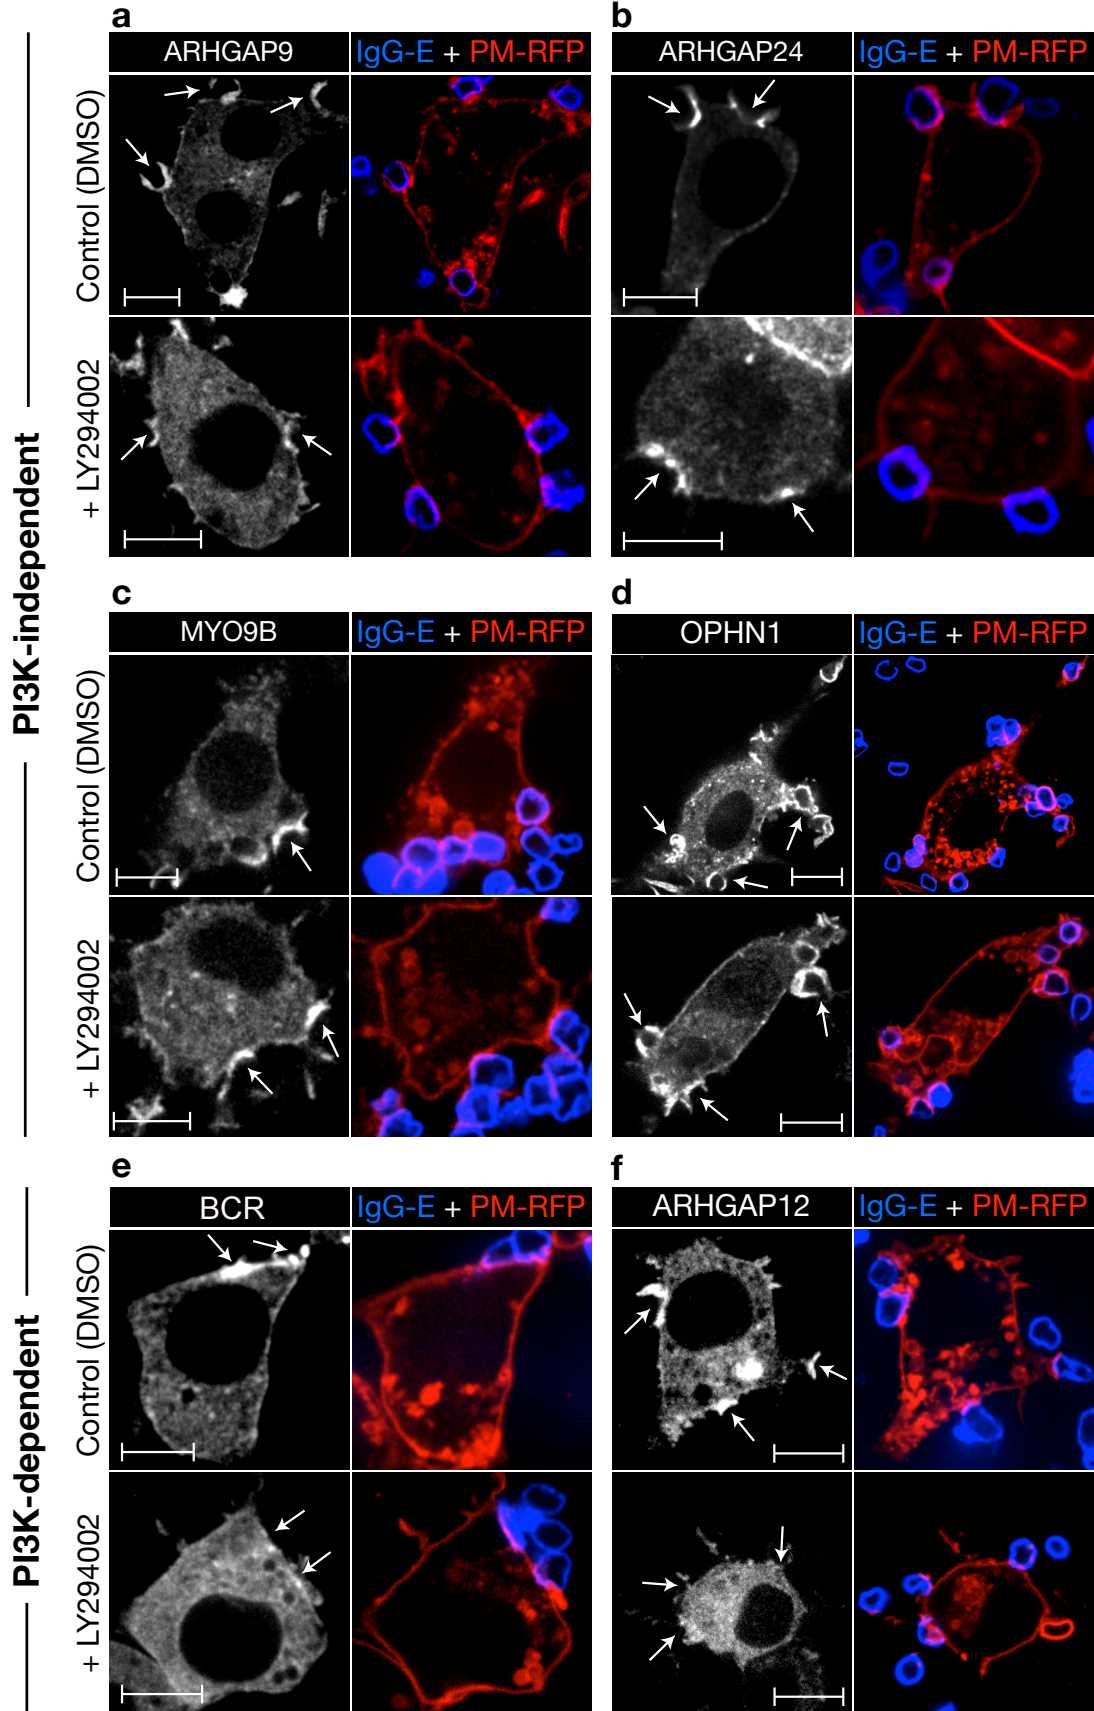 a
b
ARHGAP9
IgG-E + PM-RFP
ARHGAP24
IgG-E + PM-RFP
Control (DMSO)
+ LY294002
PI3K-independent
c
d
MYO9B
IgG-E + PM-RFP
OPHN1
IgG-E + PM-RFP
Control (DMSO)
+ LY294002
e
f
BCR
IgG-E + PM-RFP
ARHGAP12
IgG-E + PM-RFP
Control (DMSO)
+ LY294002
PI3K-dependent